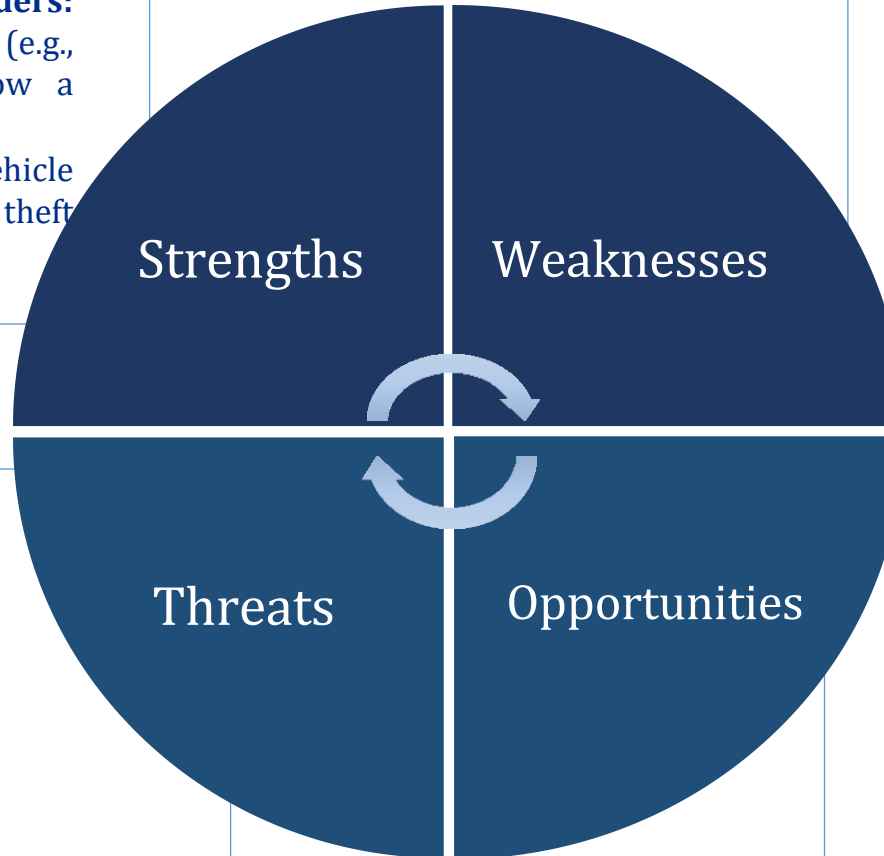 ders:
(e.g.,
ow a
ehicle
theft
Strengths
Weaknesses
Threats
Opportunities